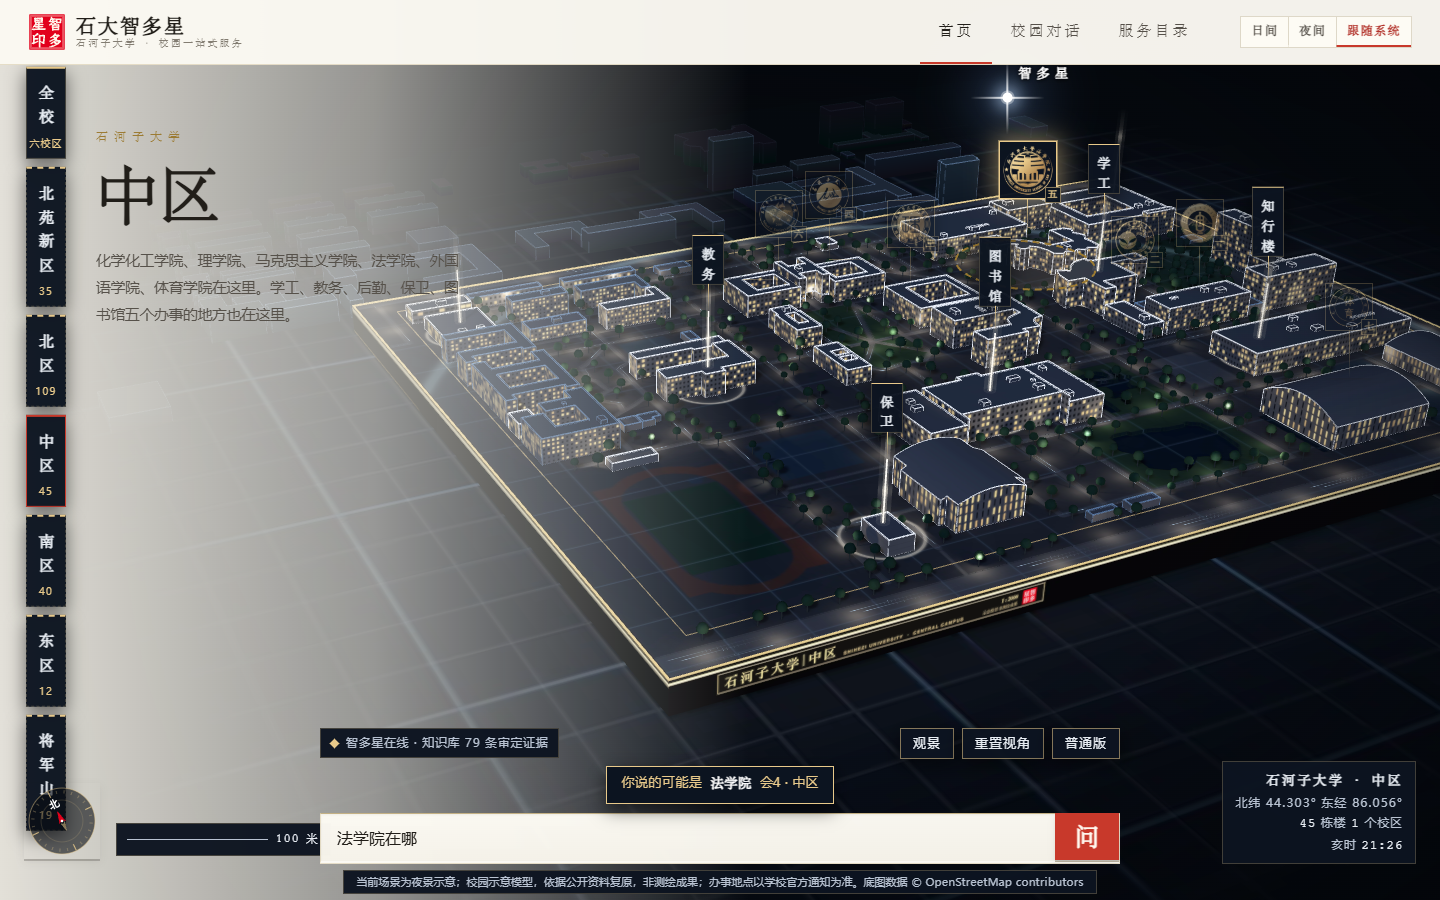 智多星印
石大智多星
石河子大学 · 校园一站式服务
首页
校园对话
服务目录
日间
夜间
跟随系统
全校
六校区
北苑新区
35
北区
109
中区
45
南区
40
东区
12
将军山
19
石河子大学
中区
化学化工学院、理学院、马克思主义学院、法学院、外国
语学院、体育学院在这里。学工、教务、后勤、保卫、图
书馆五个办事的地方也在这里。
智多星
学工
五
知行楼
教务
图书馆
保卫
石河子大学 | 中区 SHIHEZI UNIVERSITY · CENTRAL CAMPUS
智多星在线 · 知识库 79 条审定证据
观景
重置视角
普通版
你说的可能是 法学院 会4 · 中区
北
100 米
法学院在哪
问
石河子大学 · 中区
北纬 44.303° 东经 86.056°
45 栋楼 1 个校区
亥时 21:26
当前场景为夜景示意；校园示意模型，依据公开资料复原，非测绘成果；办事地点以学校官方通知为准。底图数据 © OpenStreetMap contributors